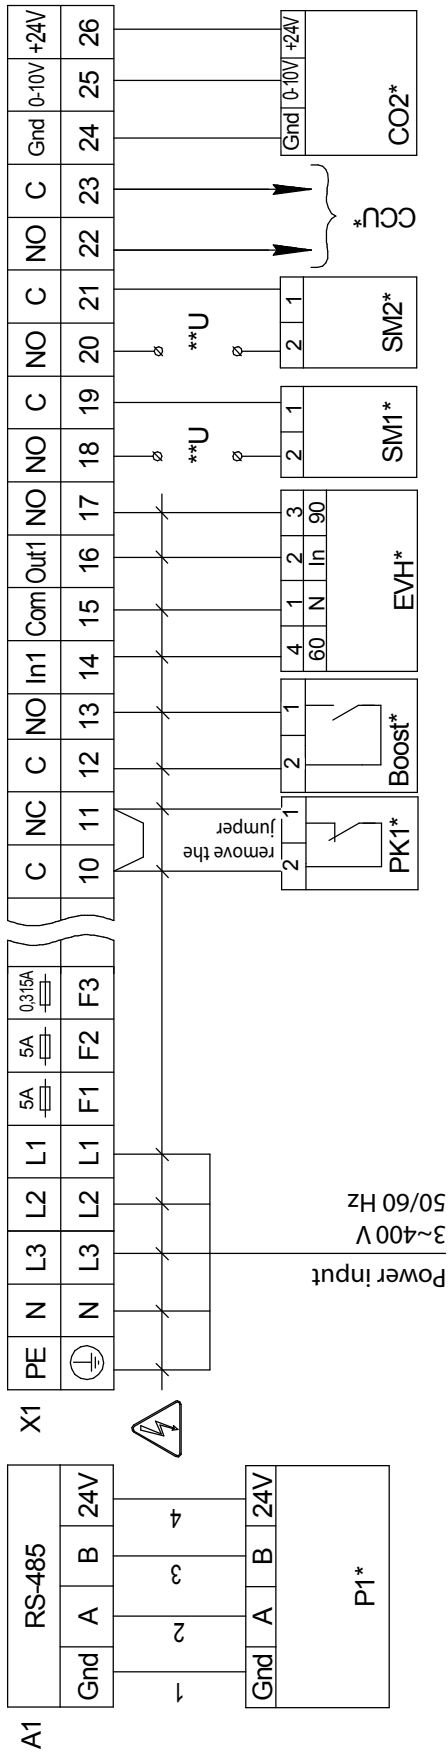 A1
RS-485
Gnd A B 24V
1 2 3 4
Gnd A B 24V
P1*
X1
PE N L3 L2 L1 5A 5A 0,315A C NC C NO In1 Com Out1 NO NO C NO C NO C Gnd 0-10V +24V
N L3 L2 L1 F1 F2 F3 10 11 12 13 14 15 16 17 18 19 20 21 22 23 24 25 26
Power input
3~400 V
50/60 Hz
remove the
jumper
2 1
PK1*
2 1
Boost*
4 1 2 3
60 N In 90
EVH*
U**
2 1
SM1*
U**
2 1
SM2*
CCU*
Gnd 0-10V +24V
CO2*